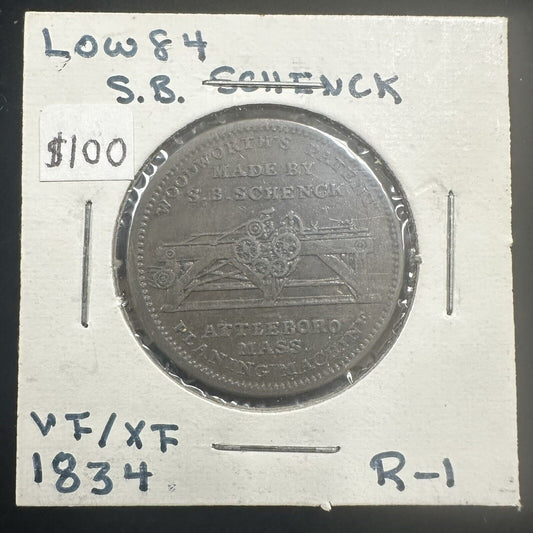 LOW 84
S.B. SCHENCK
$100
WOODWORTH'S PATENT
MADE BY
S.B. SCHENCK
ATTLEBORO
MASS.
PLANING MACHINE
VF/XF
1834
R-1